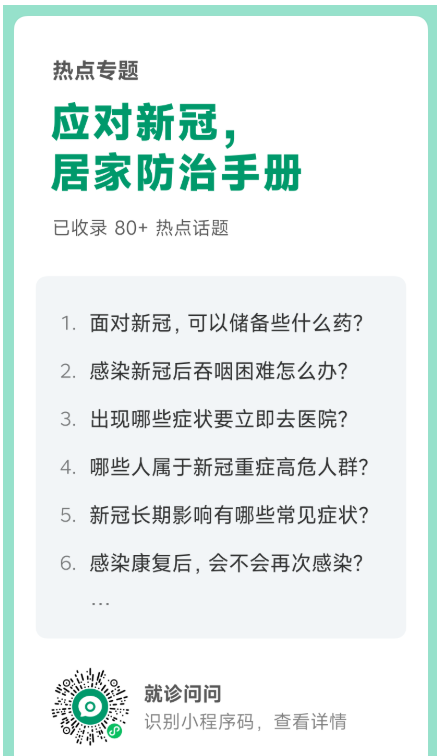 热点专题
应对新冠，
居家防治手册
已收录 80+ 热点话题
1. 面对新冠，可以储备些什么药？
2. 感染新冠后吞咽困难怎么办？
3. 出现哪些症状要立即去医院？
4. 哪些人属于新冠重症高危人群？
5. 新冠长期影响有哪些常见症状？
6. 感染康复后，会不会再次感染？
...
就诊问问
识别小程序码，查看详情